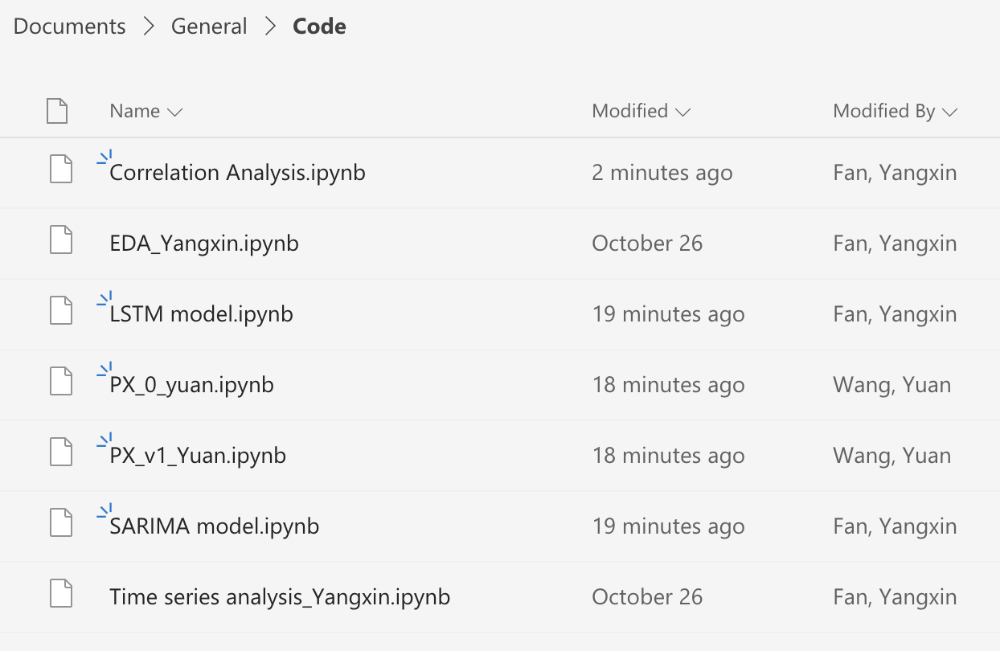 Documents > General > Code
Name Modified Modified By
Correlation Analysis.ipynb 2 minutes ago Fan, Yangxin
EDA_Yangxin.ipynb October 26 Fan, Yangxin
LSTM model.ipynb 19 minutes ago Fan, Yangxin
PX_0_yuan.ipynb 18 minutes ago Wang, Yuan
PX_v1_Yuan.ipynb 18 minutes ago Wang, Yuan
SARIMA model.ipynb 19 minutes ago Fan, Yangxin
Time series analysis_Yangxin.ipynb October 26 Fan, Yangxin